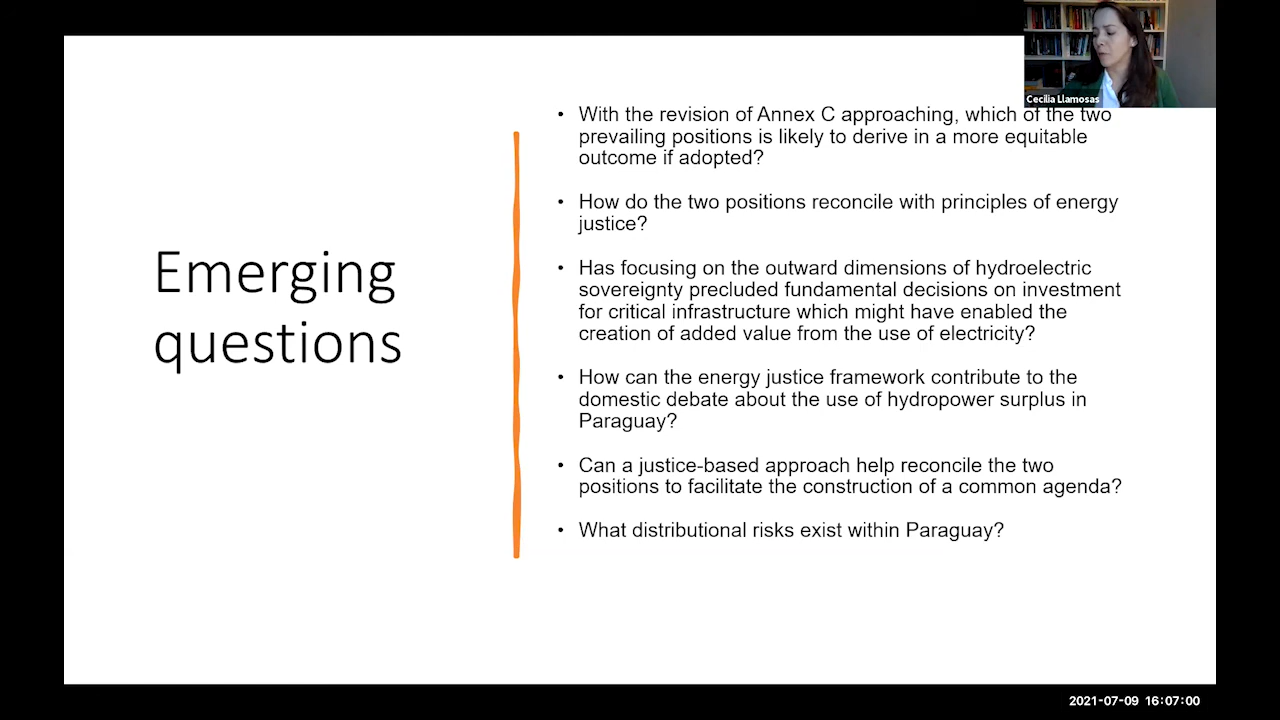 Cecilia Llamosas
Emerging
questions
• With the revision of Annex C approaching, which of the two
prevailing positions is likely to derive in a more equitable
outcome if adopted?
• How do the two positions reconcile with principles of energy
justice?
• Has focusing on the outward dimensions of hydroelectric
sovereignty precluded fundamental decisions on investment
for critical infrastructure which might have enabled the
creation of added value from the use of electricity?
• How can the energy justice framework contribute to the
domestic debate about the use of hydropower surplus in
Paraguay?
• Can a justice-based approach help reconcile the two
positions to facilitate the construction of a common agenda?
• What distributional risks exist within Paraguay?
2021-07-09 16:07:00